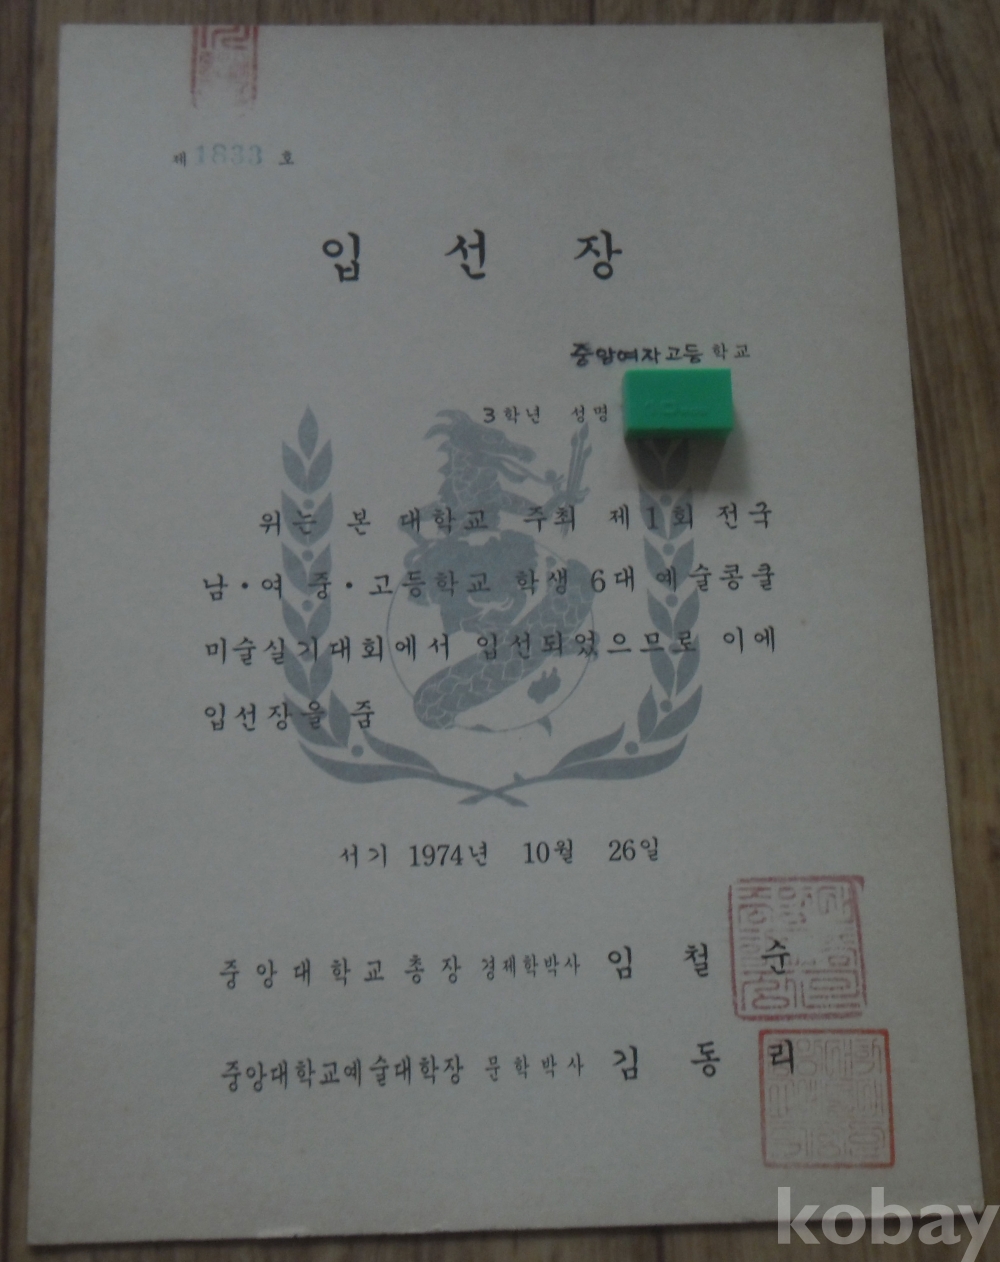 제 1833 호
입 선 장
중앙여자고등학교
3학년 성명
위는 본 대학교 주최 제1회 전국
남·여 중·고등학교 학생 6대 예술콩쿨
미술실기대회에서 입선되었으므로 이에
입선장을 줌
서기 1974년 10월 26일
중앙대학교총장 경제학박사 임 철 순
중앙대학교예술대학장 문학박사 김 동 리
kobay